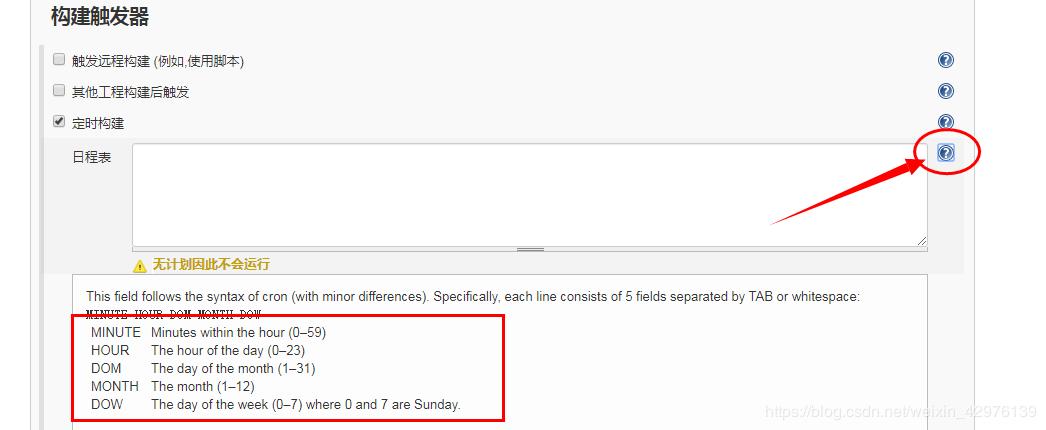 构建触发器
触发远程构建 (例如,使用脚本)
其他工程构建后触发
定时构建
日程表
无计划因此不会运行
This field follows the syntax of cron (with minor differences). Specifically, each line consists of 5 fields separated by TAB or whitespace:
MINUTE HOUR DOM MONTH DOW
MINUTE Minutes within the hour (0–59)
HOUR The hour of the day (0–23)
DOM The day of the month (1–31)
MONTH The month (1–12)
DOW The day of the week (0–7) where 0 and 7 are Sunday.
https://blog.csdn.net/weixin_42976139